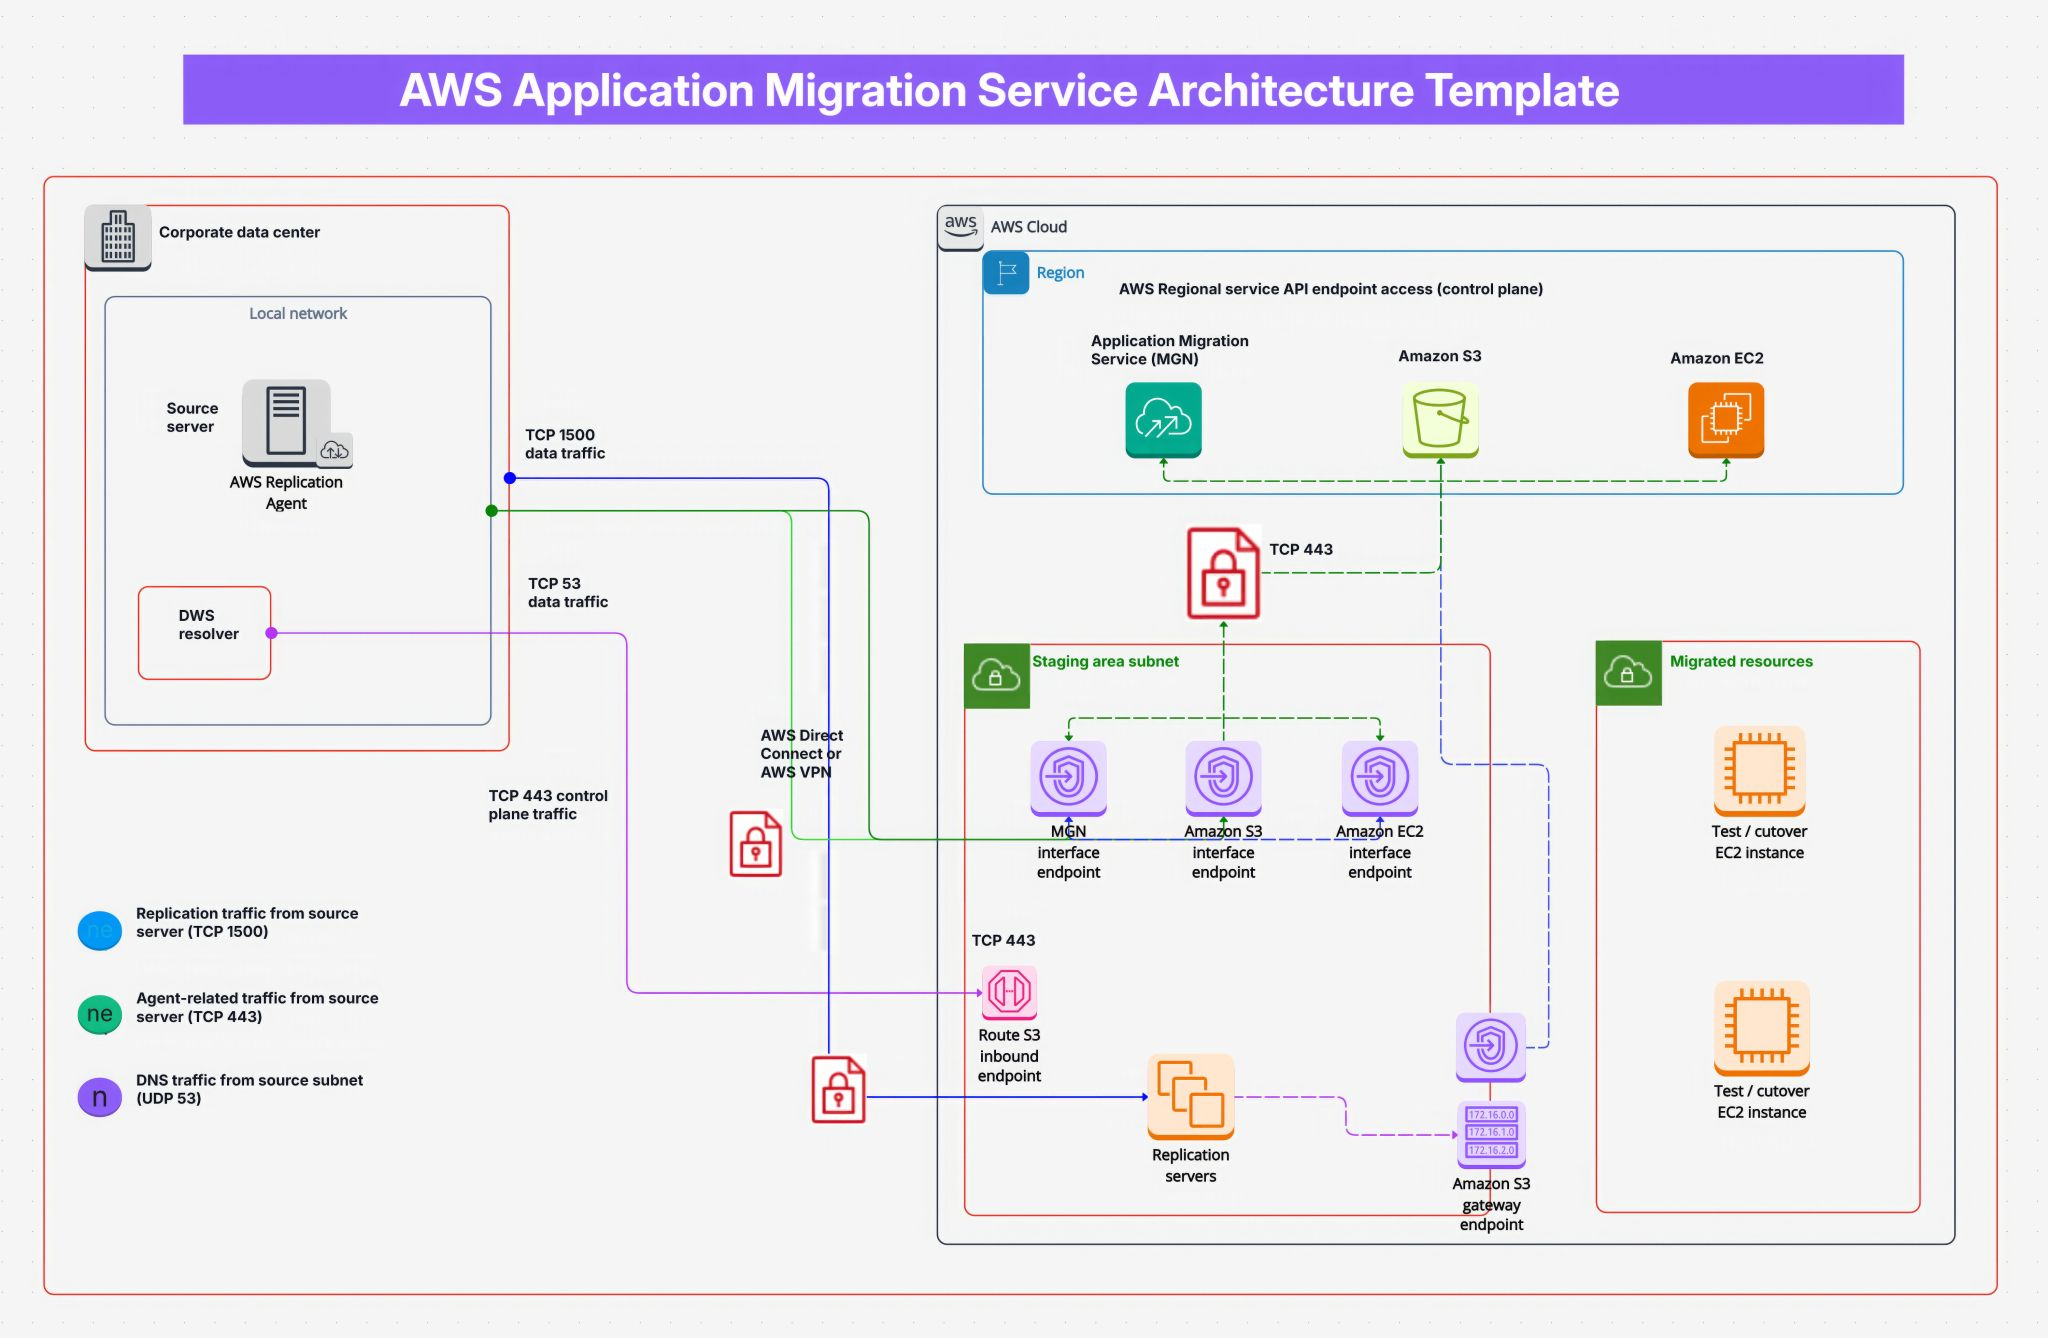 AWS Application Migration Service Architecture Template
Corporate data center
Local network
Source
server
AWS Replication
Agent
DWS
resolver
TCP 1500
data traffic
TCP 53
data traffic
TCP 443 control
plane traffic
AWS Direct
Connect or
AWS VPN
ne
Replication traffic from source
server (TCP 1500)
ne
Agent-related traffic from source
server (TCP 443)
n
DNS traffic from source subnet
(UDP 53)
aws
AWS Cloud
Region
AWS Regional service API endpoint access (control plane)
Application Migration
Service (MGN)
Amazon S3
Amazon EC2
TCP 443
Staging area subnet
MGN
interface
endpoint
Amazon S3
interface
endpoint
Amazon EC2
interface
endpoint
TCP 443
Route S3
inbound
endpoint
Replication
servers
172.16.0.0
172.16.1.0
172.16.2.0
Amazon S3
gateway
endpoint
Migrated resources
Test / cutover
EC2 instance
Test / cutover
EC2 instance